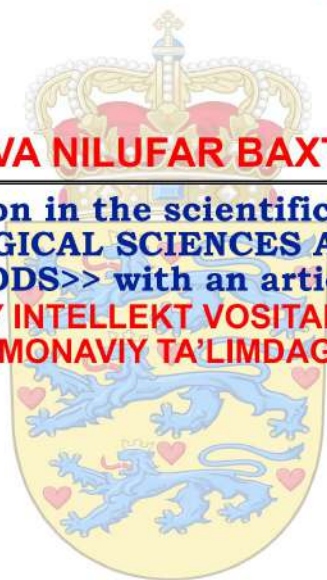 VA NILUFAR BAXT
on in the scientific
GICAL SCIENCES A
ODS>> with an artic
Y INTELLEKT VOSITA
MONAVIY TA’LIMDAG